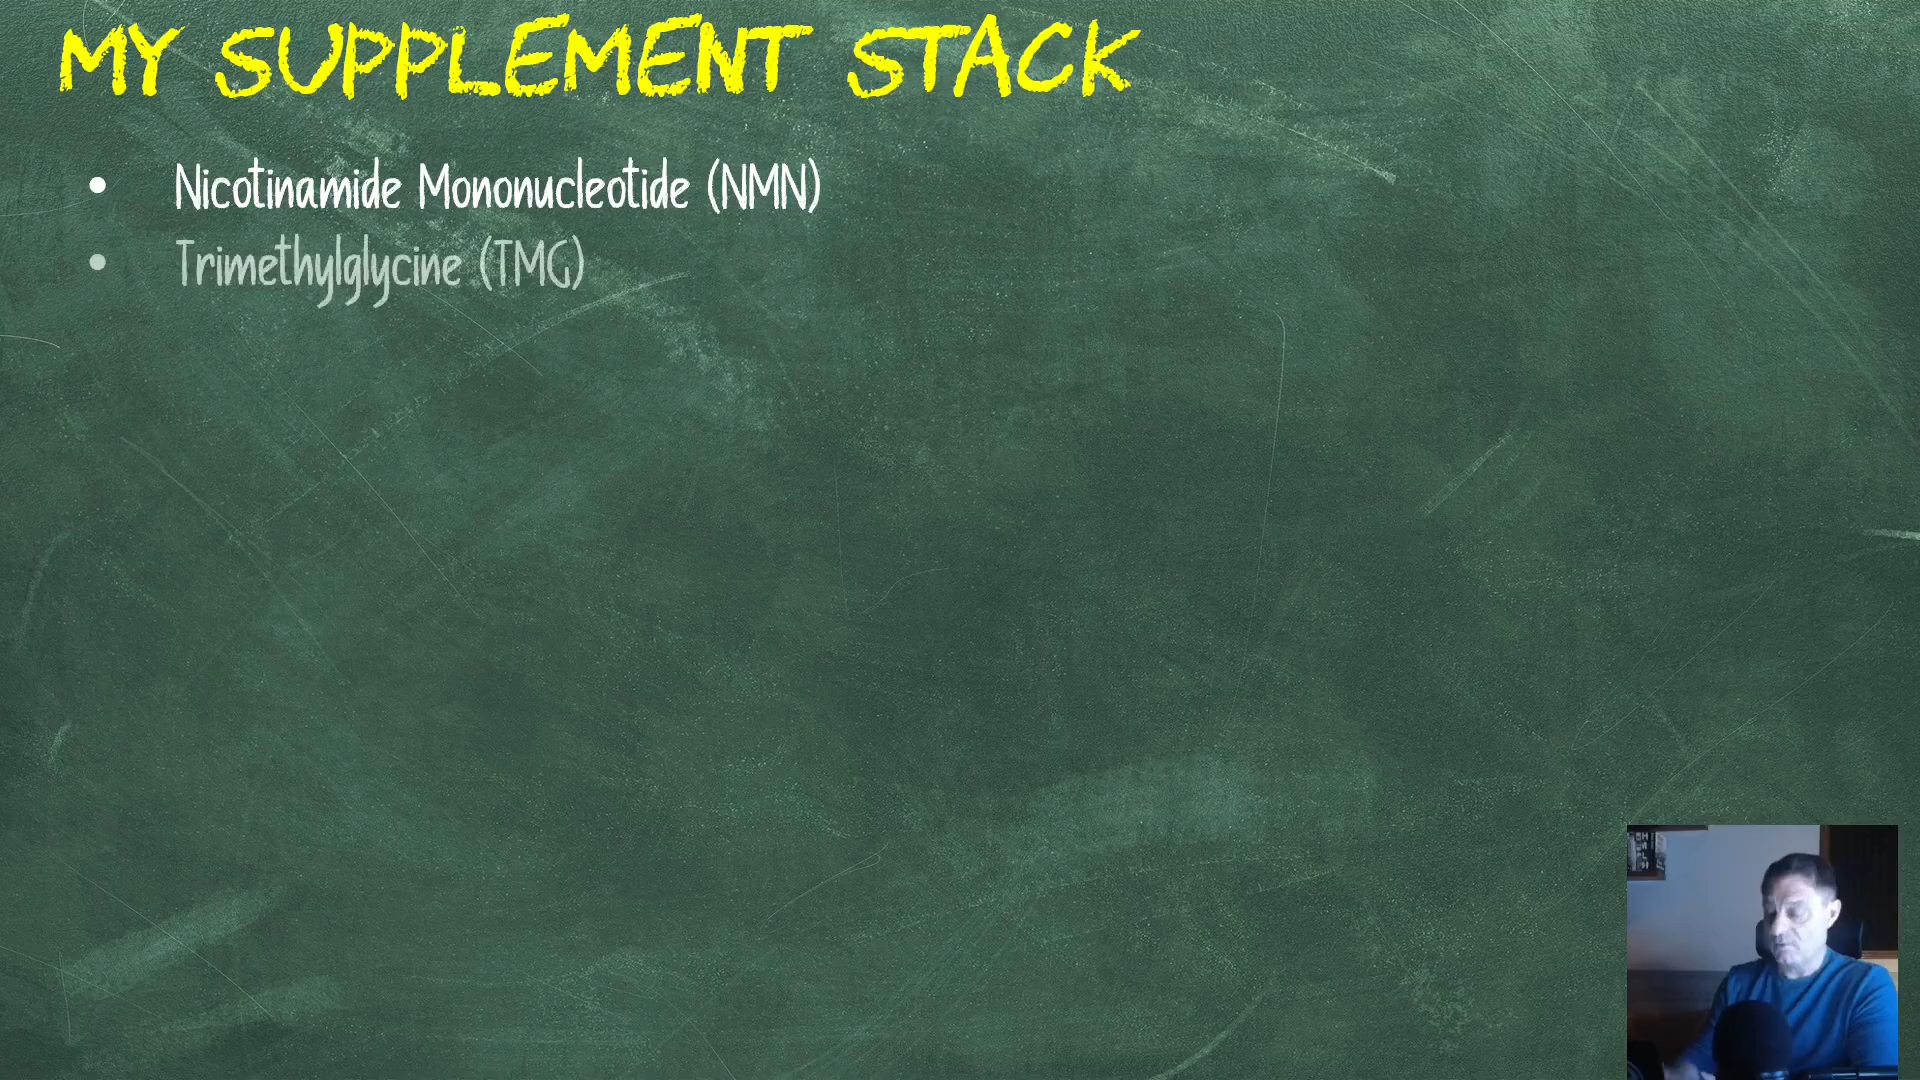 MY SUPPLEMENT STACK
• Nicotinamide Mononucleotide (NMN)
• Trimethylglycine (TMG)